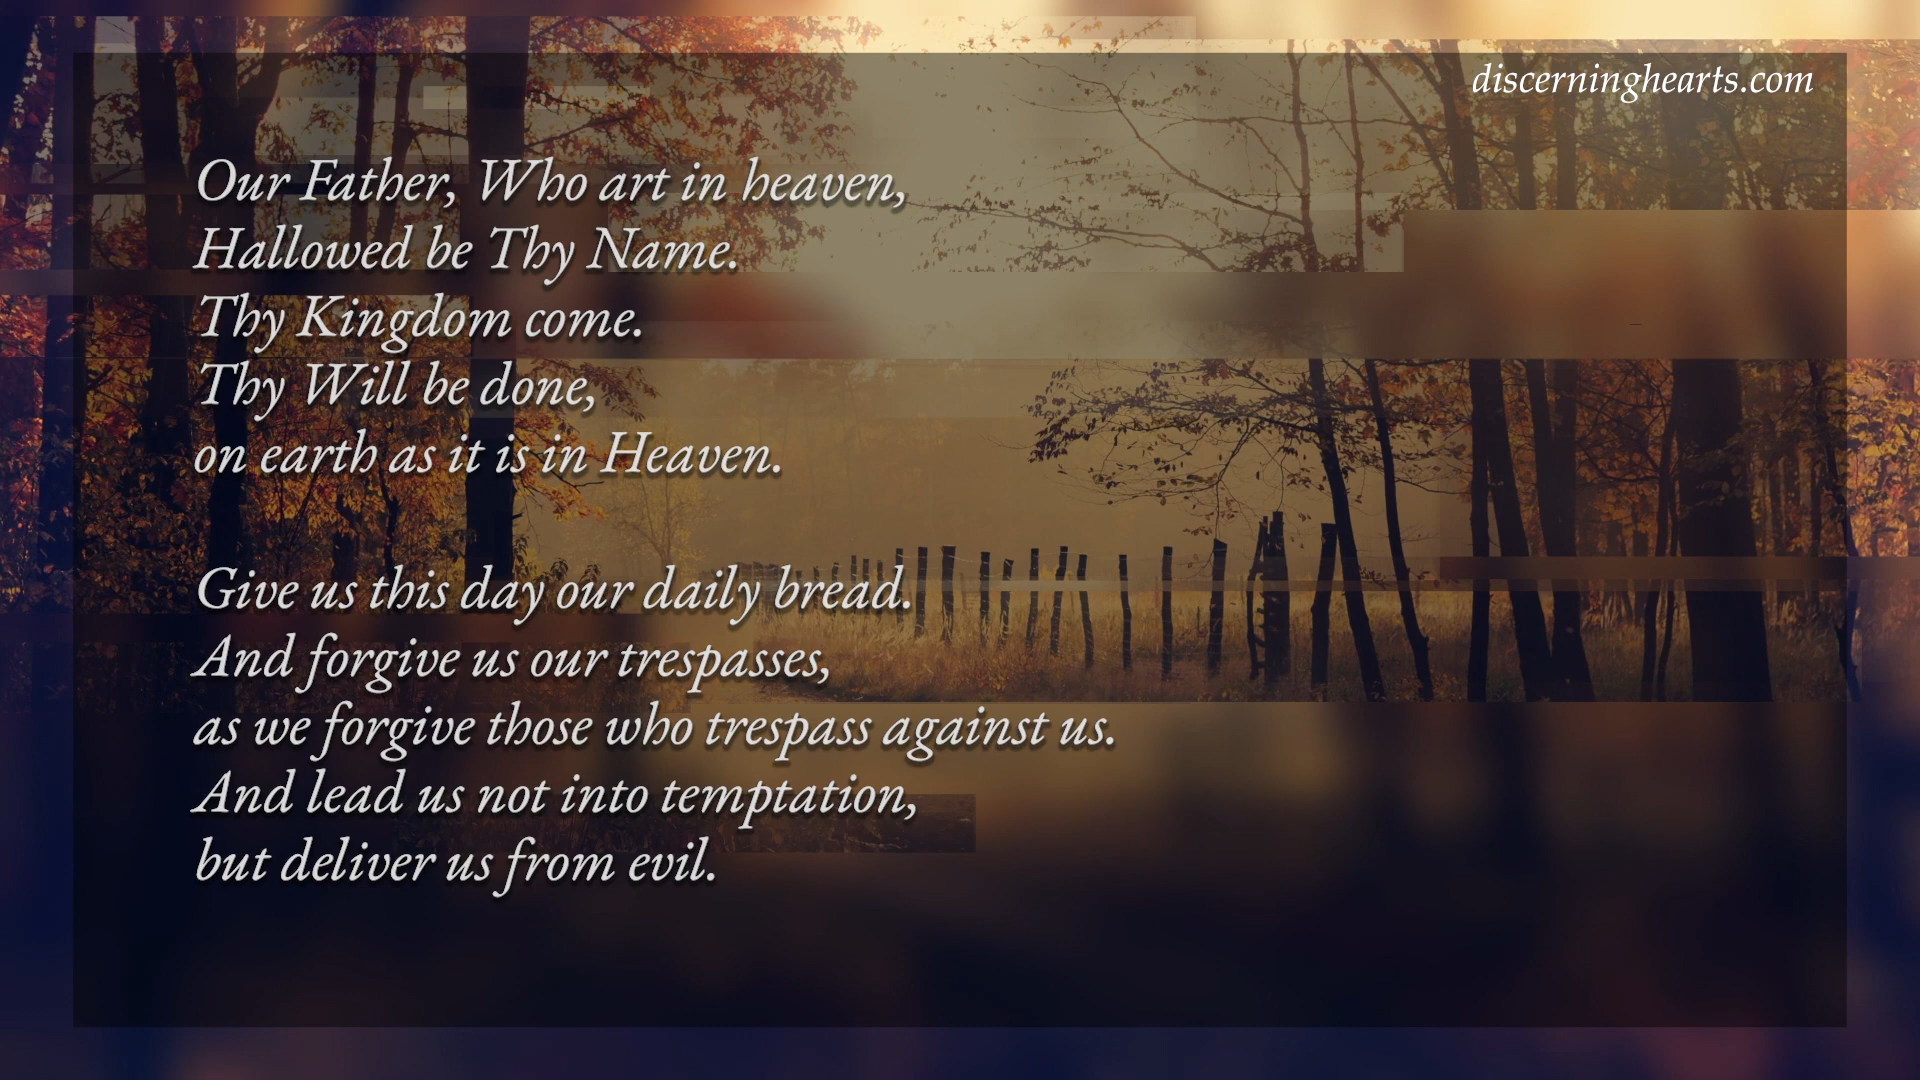 discerninghearts.com
Our Father, Who art in heaven,
Hallowed be Thy Name.
Thy Kingdom come.
Thy Will be done,
on earth as it is in Heaven.
Give us this day our daily bread.
And forgive us our trespasses,
as we forgive those who trespass against us.
And lead us not into temptation,
but deliver us from evil.